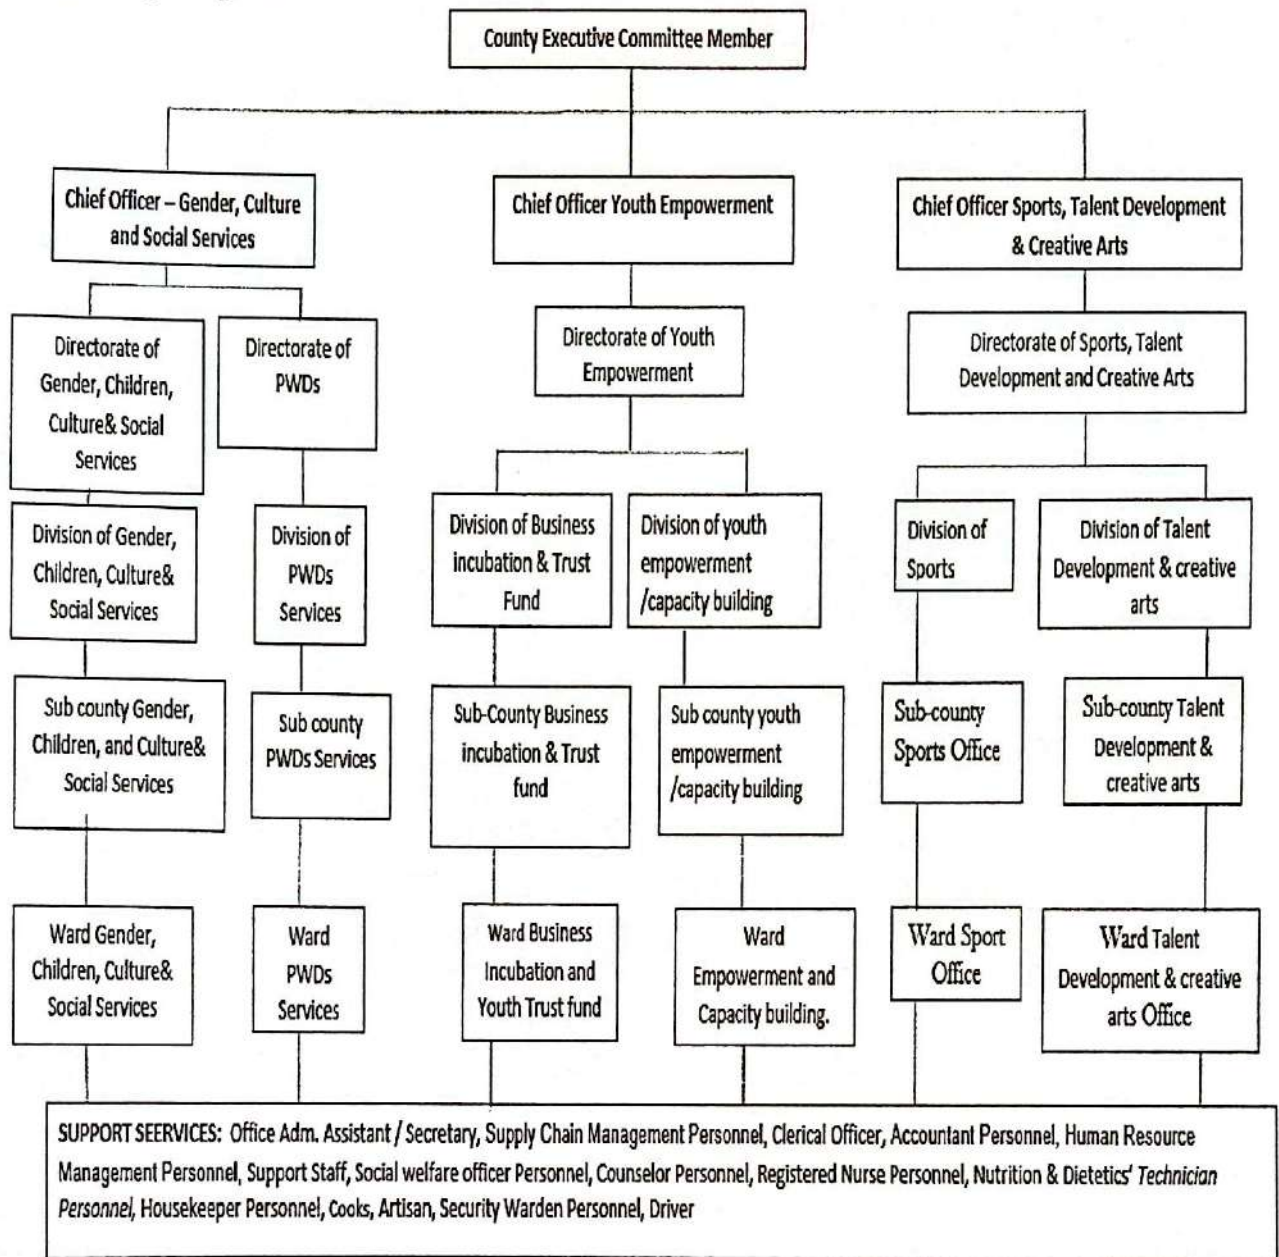 County Executive Committee Member
Chief Officer – Gender, Culture
and Social Services
Chief Officer Youth Empowerment
Chief Officer Sports, Talent Development
& Creative Arts
Directorate of
Gender, Children,
Culture& Social
Services
Directorate of
PWDs
Directorate of Youth
Empowerment
Directorate of Sports, Talent
Development and Creative Arts
Division of Gender,
Children, Culture&
Social Services
Division of
PWDs
Services
Division of Business
incubation & Trust
Fund
Division of youth
empowerment
/capacity building
Division of
Sports
Division of Talent
Development & creative
arts
Sub county Gender,
Children, and Culture&
Social Services
Sub county
PWDs Services
Sub-County Business
incubation & Trust
fund
Sub county youth
empowerment
/capacity building
Sub-county
Sports Office
Sub-county Talent
Development &
creative arts
Ward Gender,
Children, Culture&
Social Services
Ward
PWDs
Services
Ward Business
Incubation and
Youth Trust fund
Ward
Empowerment and
Capacity building.
Ward Sport
Office
Ward Talent
Development & creative
arts Office
SUPPORT SEERVICES: Office Adm. Assistant / Secretary, Supply Chain Management Personnel, Clerical Officer, Accountant Personnel, Human Resource
Management Personnel, Support Staff, Social welfare officer Personnel, Counselor Personnel, Registered Nurse Personnel, Nutrition & Dietetics' Technician
Personnel, Housekeeper Personnel, Cooks, Artisan, Security Warden Personnel, Driver